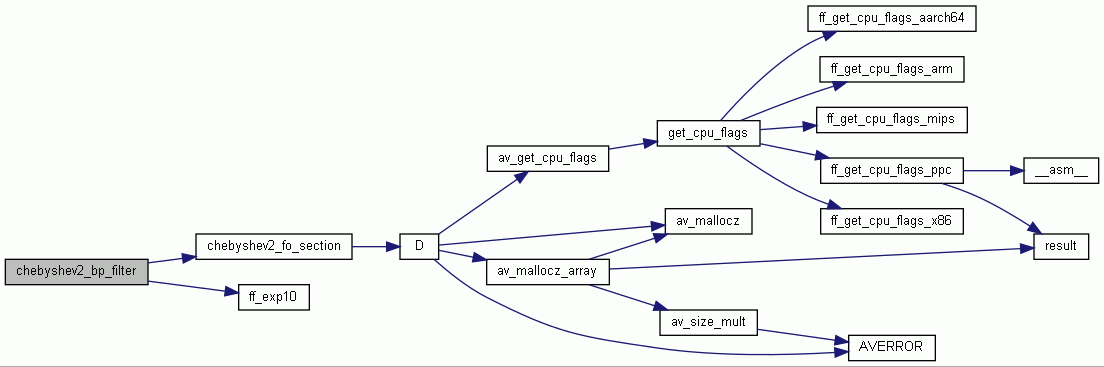 ff_get_cpu_flags_aarch64
ff_get_cpu_flags_arm
ff_get_cpu_flags_mips
get_cpu_flags
av_get_cpu_flags
ff_get_cpu_flags_ppc
__asm__
ff_get_cpu_flags_x86
av_mallocz
chebyshev2_fo_section
D
result
chebyshev2_bp_filter
av_mallocz_array
ff_exp10
av_size_mult
AVERROR